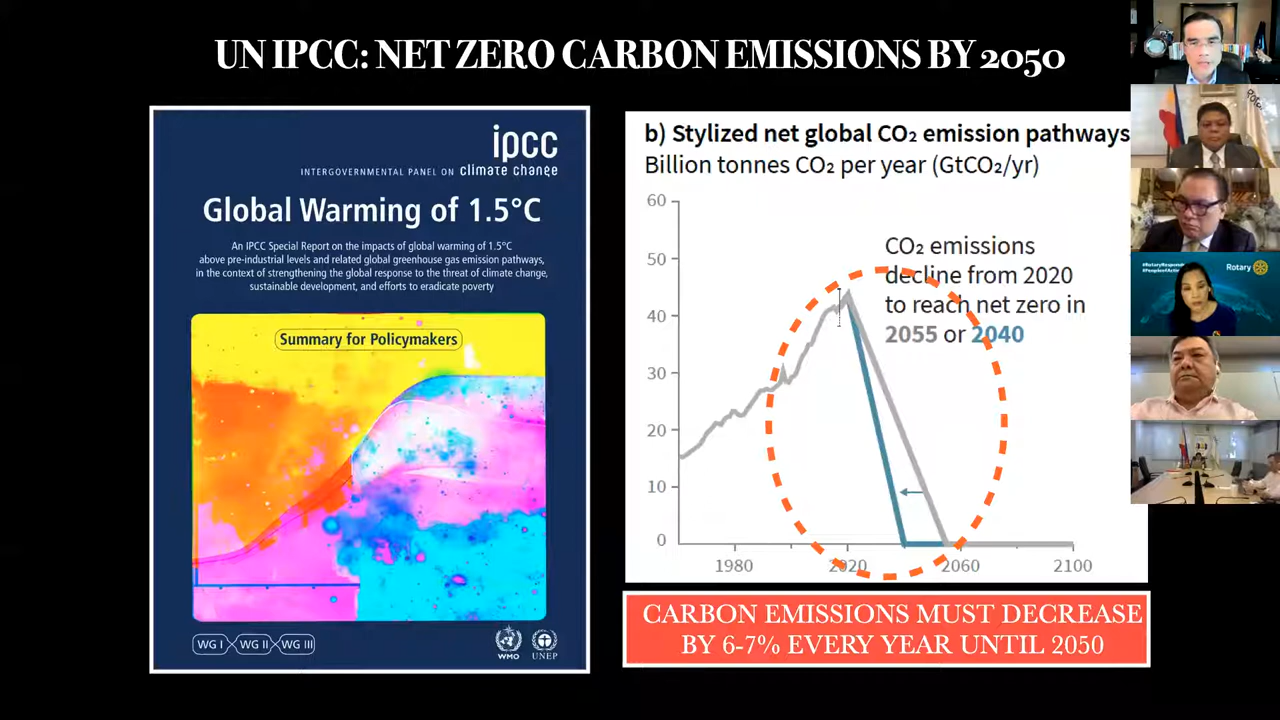 UN IPCC: NET ZERO CARBON EMISSIONS BY 2050
ipcc
INTERGOVERNMENTAL PANEL ON climate change
Global Warming of 1.5°C
An IPCC Special Report on the impacts of global warming of 1.5°C
above pre-industrial levels and related global greenhouse gas emission pathways,
in the context of strengthening the global response to the threat of climate change,
sustainable development, and efforts to eradicate poverty
Summary for Policymakers
WG I WG II WG III
WMO UNEP
b) Stylized net global CO₂ emission pathways
Billion tonnes CO₂ per year (GtCO₂/yr)
60
50
40
30
20
10
0
1980 2020 2060 2100
CO₂ emissions
decline from 2020
to reach net zero in
2055 or 2040
CARBON EMISSIONS MUST DECREASE
BY 6-7% EVERY YEAR UNTIL 2050
Rotary